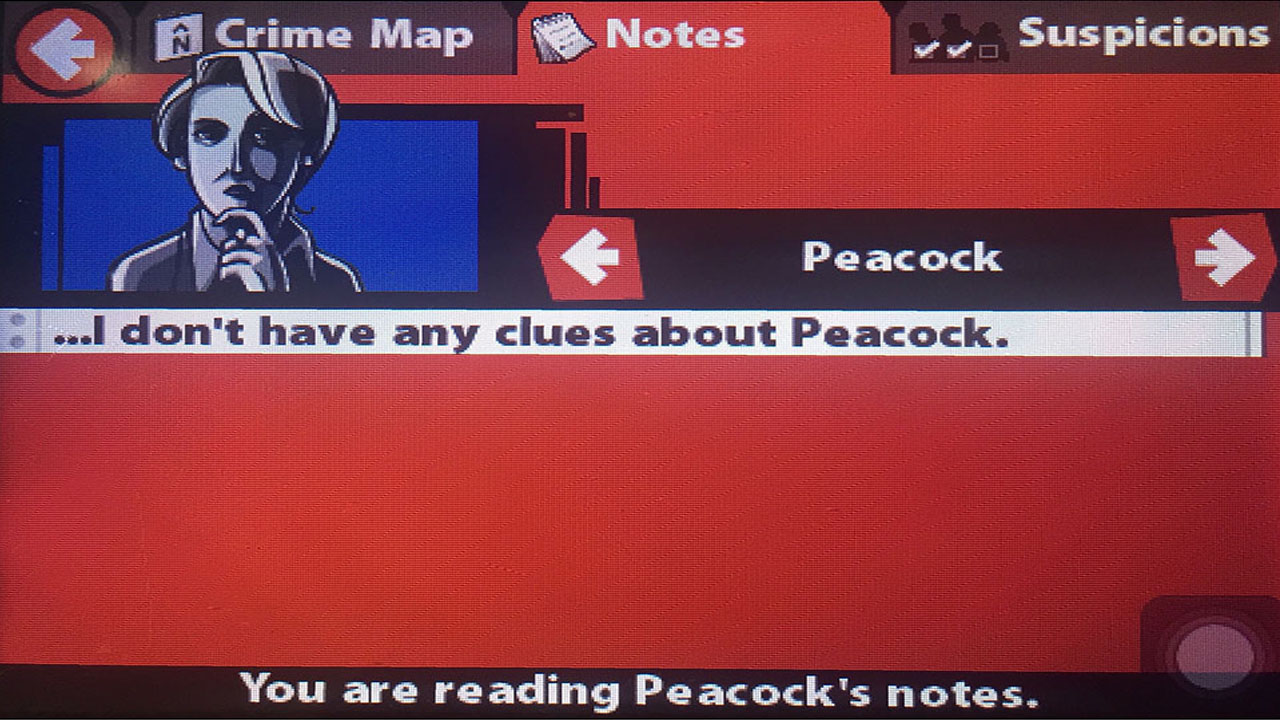 Crime Map
Notes
Suspicions
Peacock
...I don't have any clues about Peacock.
You are reading Peacock's notes.